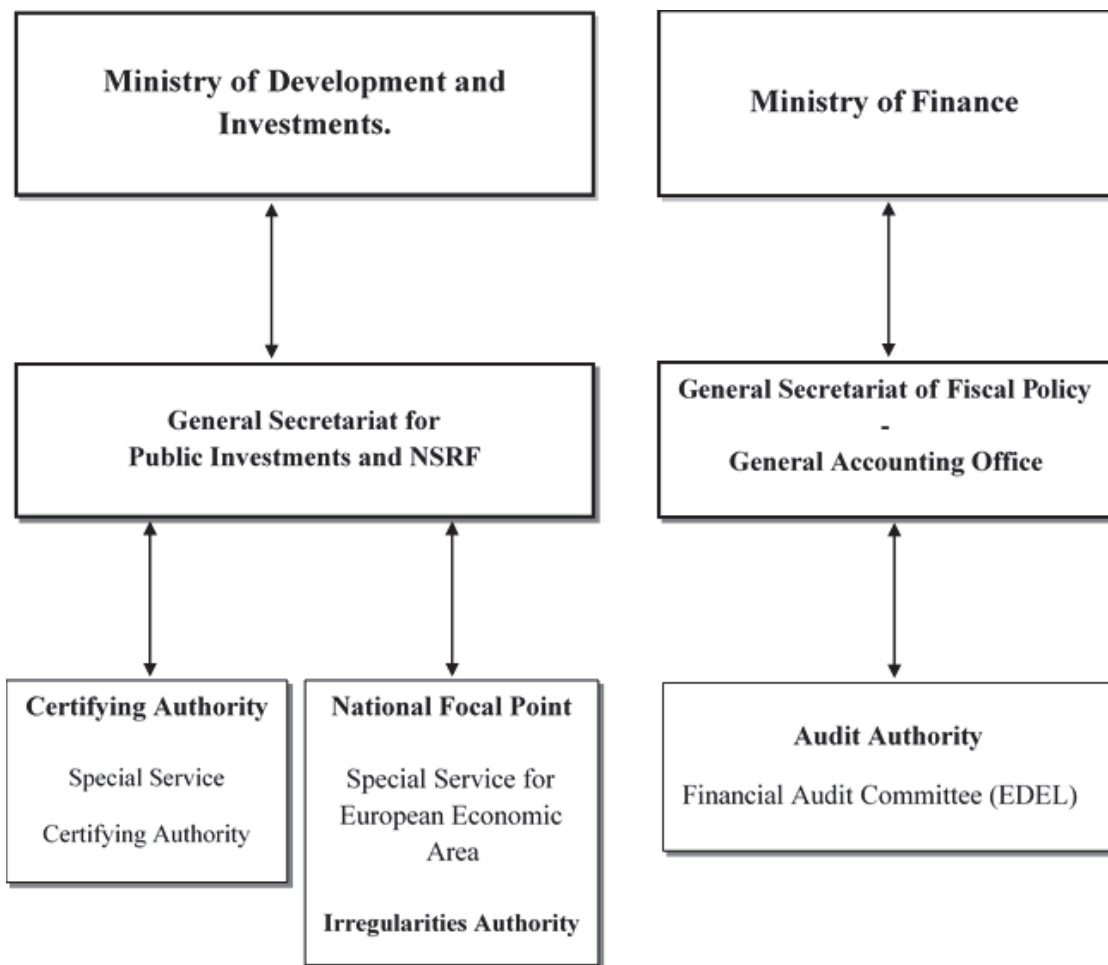 Ministry of Development and
Investments.
Ministry of Finance
General Secretariat for
Public Investments and NSRF
General Secretariat of Fiscal Policy
-
General Accounting Office
Certifying Authority
Special Service
Certifying Authority
National Focal Point
Special Service for
European Economic
Area
Irregularities Authority
Audit Authority
Financial Audit Committee (EDEL)